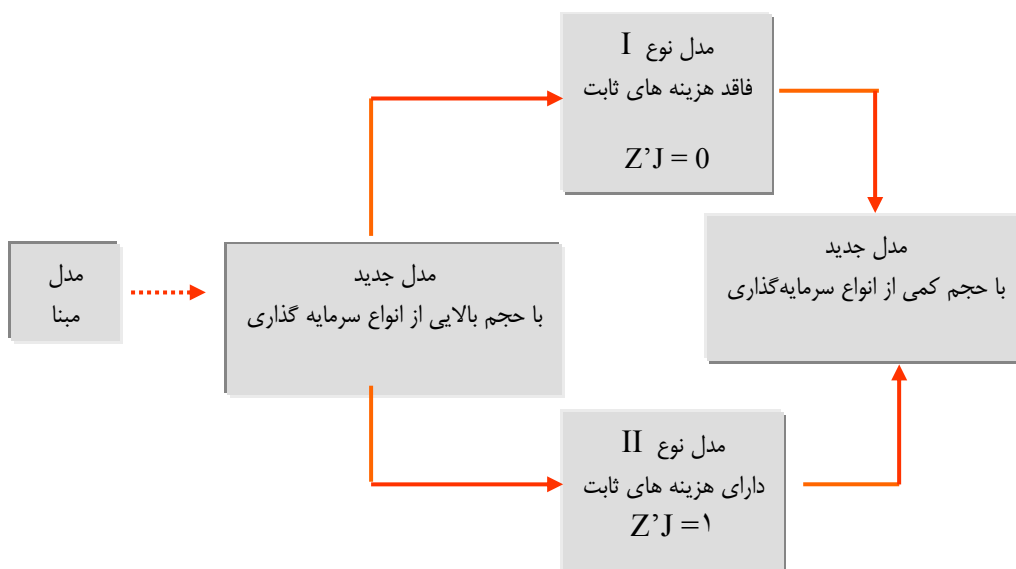 مدل نوع I
فاقد هزینه های ثابت
Z’J = 0
مدل جدید
با حجم کمی از انواع سرمایه‌گذاری
مدل جدید
با حجم بالایی از انواع سرمایه گذاری
مدل
مبنا
مدل نوع II
دارای هزینه های ثابت
Z’J =۱